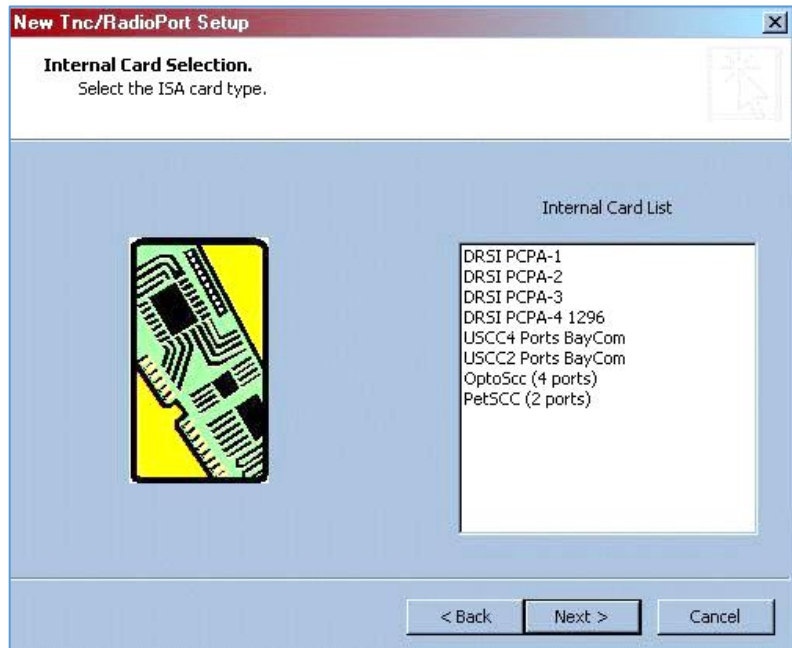 New Tnc/RadioPort Setup
Internal Card Selection.
Select the ISA card type.
Internal Card List
DRSI PCPA-1
DRSI PCPA-2
DRSI PCPA-3
DRSI PCPA-4 1296
USCC4 Ports BayCom
USCC2 Ports BayCom
OptoScc (4 ports)
PetSCC (2 ports)
< Back Next > Cancel